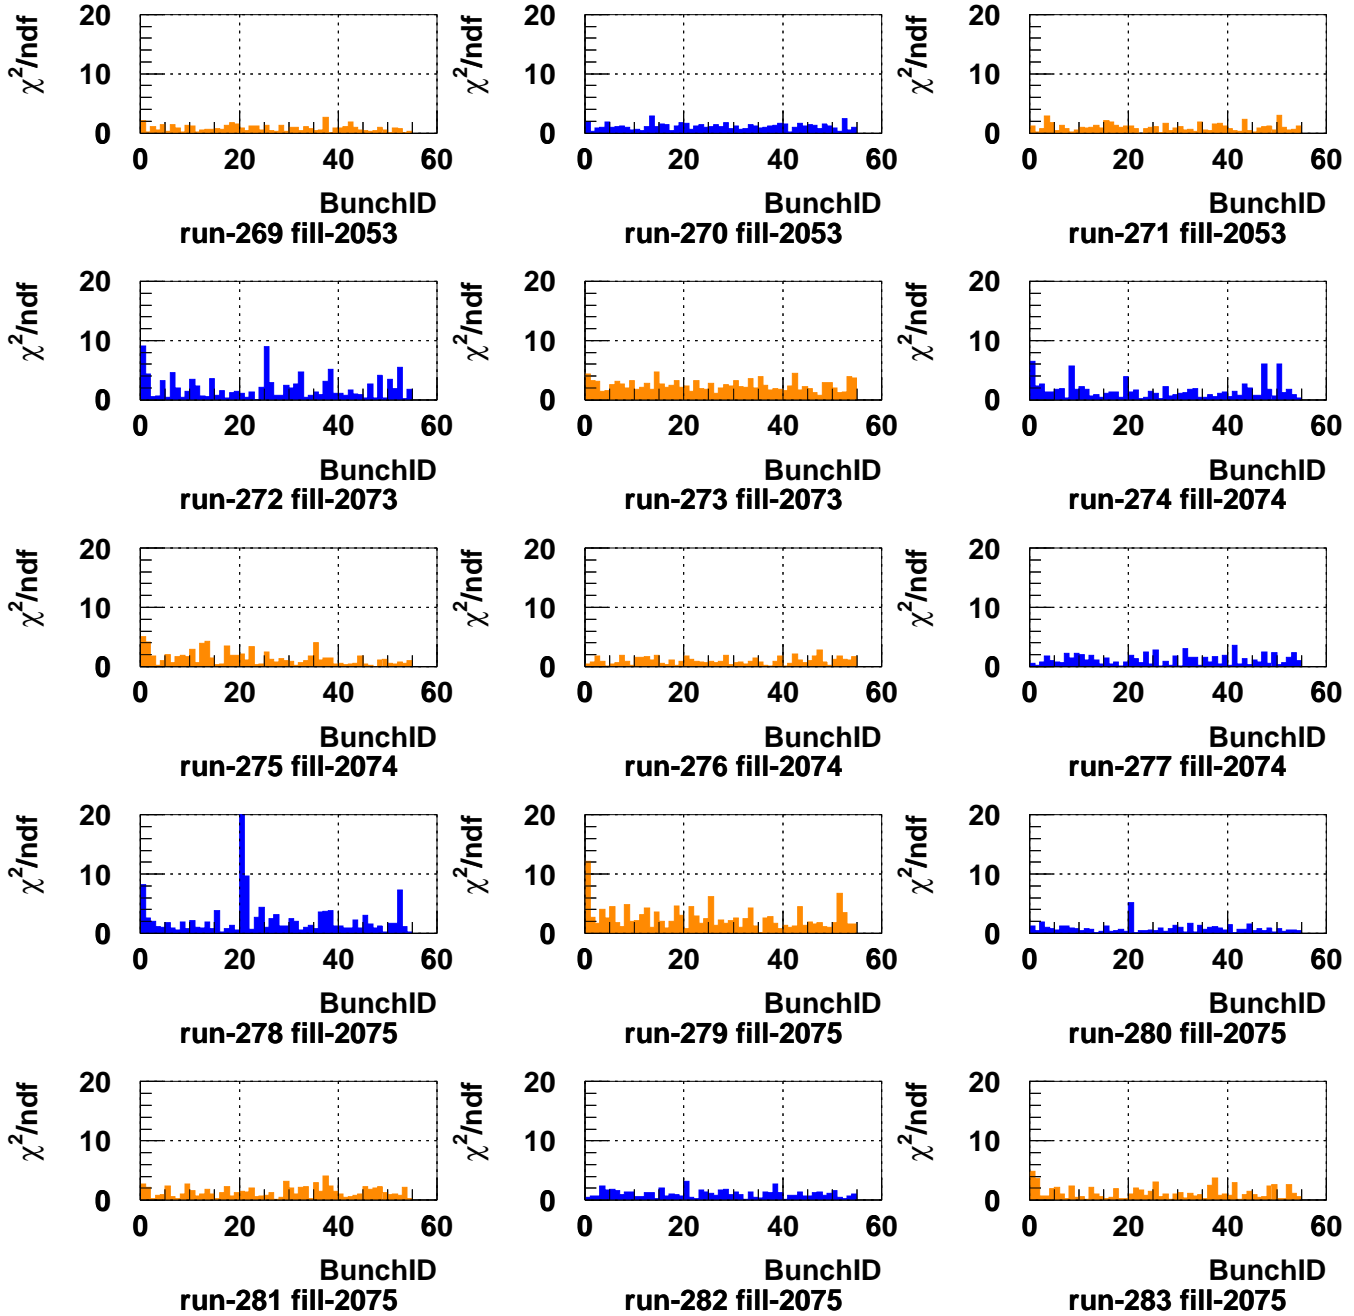 20 20 20
χ²/ndf χ²/ndf χ²/ndf
10 10 10
0 0 0
0 20 40 60 0 20 40 60 0 20 40 60
BunchID BunchID BunchID
run-269 fill-2053 run-270 fill-2053 run-271 fill-2053
20 20 20
χ²/ndf χ²/ndf χ²/ndf
10 10 10
0 0 0
0 20 40 60 0 20 40 60 0 20 40 60
BunchID BunchID BunchID
run-272 fill-2073 run-273 fill-2073 run-274 fill-2074
20 20 20
χ²/ndf χ²/ndf χ²/ndf
10 10 10
0 0 0
0 20 40 60 0 20 40 60 0 20 40 60
BunchID BunchID BunchID
run-275 fill-2074 run-276 fill-2074 run-277 fill-2074
20 20 20
χ²/ndf χ²/ndf χ²/ndf
10 10 10
0 0 0
0 20 40 60 0 20 40 60 0 20 40 60
BunchID BunchID BunchID
run-278 fill-2075 run-279 fill-2075 run-280 fill-2075
20 20 20
χ²/ndf χ²/ndf χ²/ndf
10 10 10
0 0 0
0 20 40 60 0 20 40 60 0 20 40 60
BunchID BunchID BunchID
run-281 fill-2075 run-282 fill-2075 run-283 fill-2075